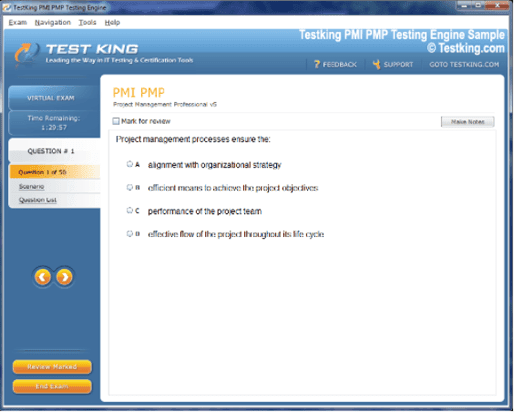 TestKing PMI PMP Testing Engine
Exam Navigation Tools Help
Testking PMI PMP Testing Engine Sample
© Testking.com
TEST KING
Leading the Way in IT Testing & Certification Tools
? FEEDBACK
SUPPORT
GOTO TESTKING.COM
VIRTUAL EXAM
Time Remaining:
1:29:57
QUESTION # 1
Question 1 of 50
Scenario
Question List
Review Marked
End Exam
PMI PMP
Project Management Professional v5
Mark for review
Make Notes
Project management processes ensure the:
A alignment with organizational strategy
B efficient means to achieve the project objectives
C performance of the project team
D effective flow of the project throughout its life cycle